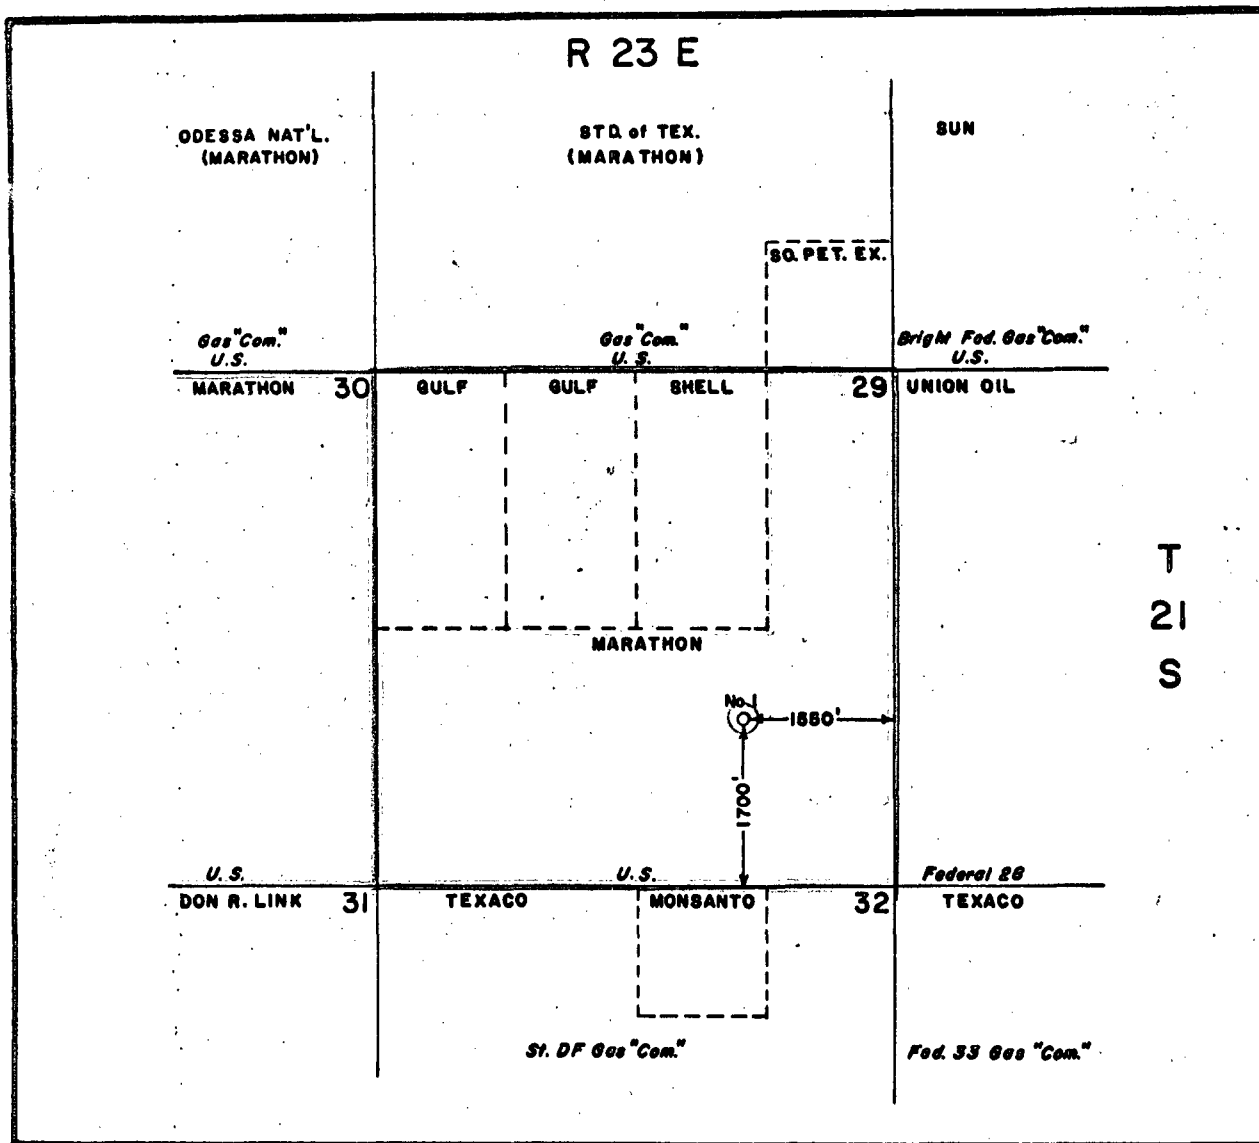 R 23 E
ODESSA NAT'L.
(MARATHON)
STD. of TEX.
(MARATHON)
SUN
SO. PET. EX.
Gas "Com."
U.S.
Gas "Com."
U.S.
Bright Fed. Gas "Com."
U.S.
MARATHON 30 GULF GULF SHELL 29 UNION OIL
T
21
S
MARATHON
No.1
1550'
1700'
U.S.
U.S.
Federal 28
DON R. LINK 31 TEXACO MONSANTO 32 TEXACO
St. DF Gas "Com."
Fed. 33 Gas "Com."